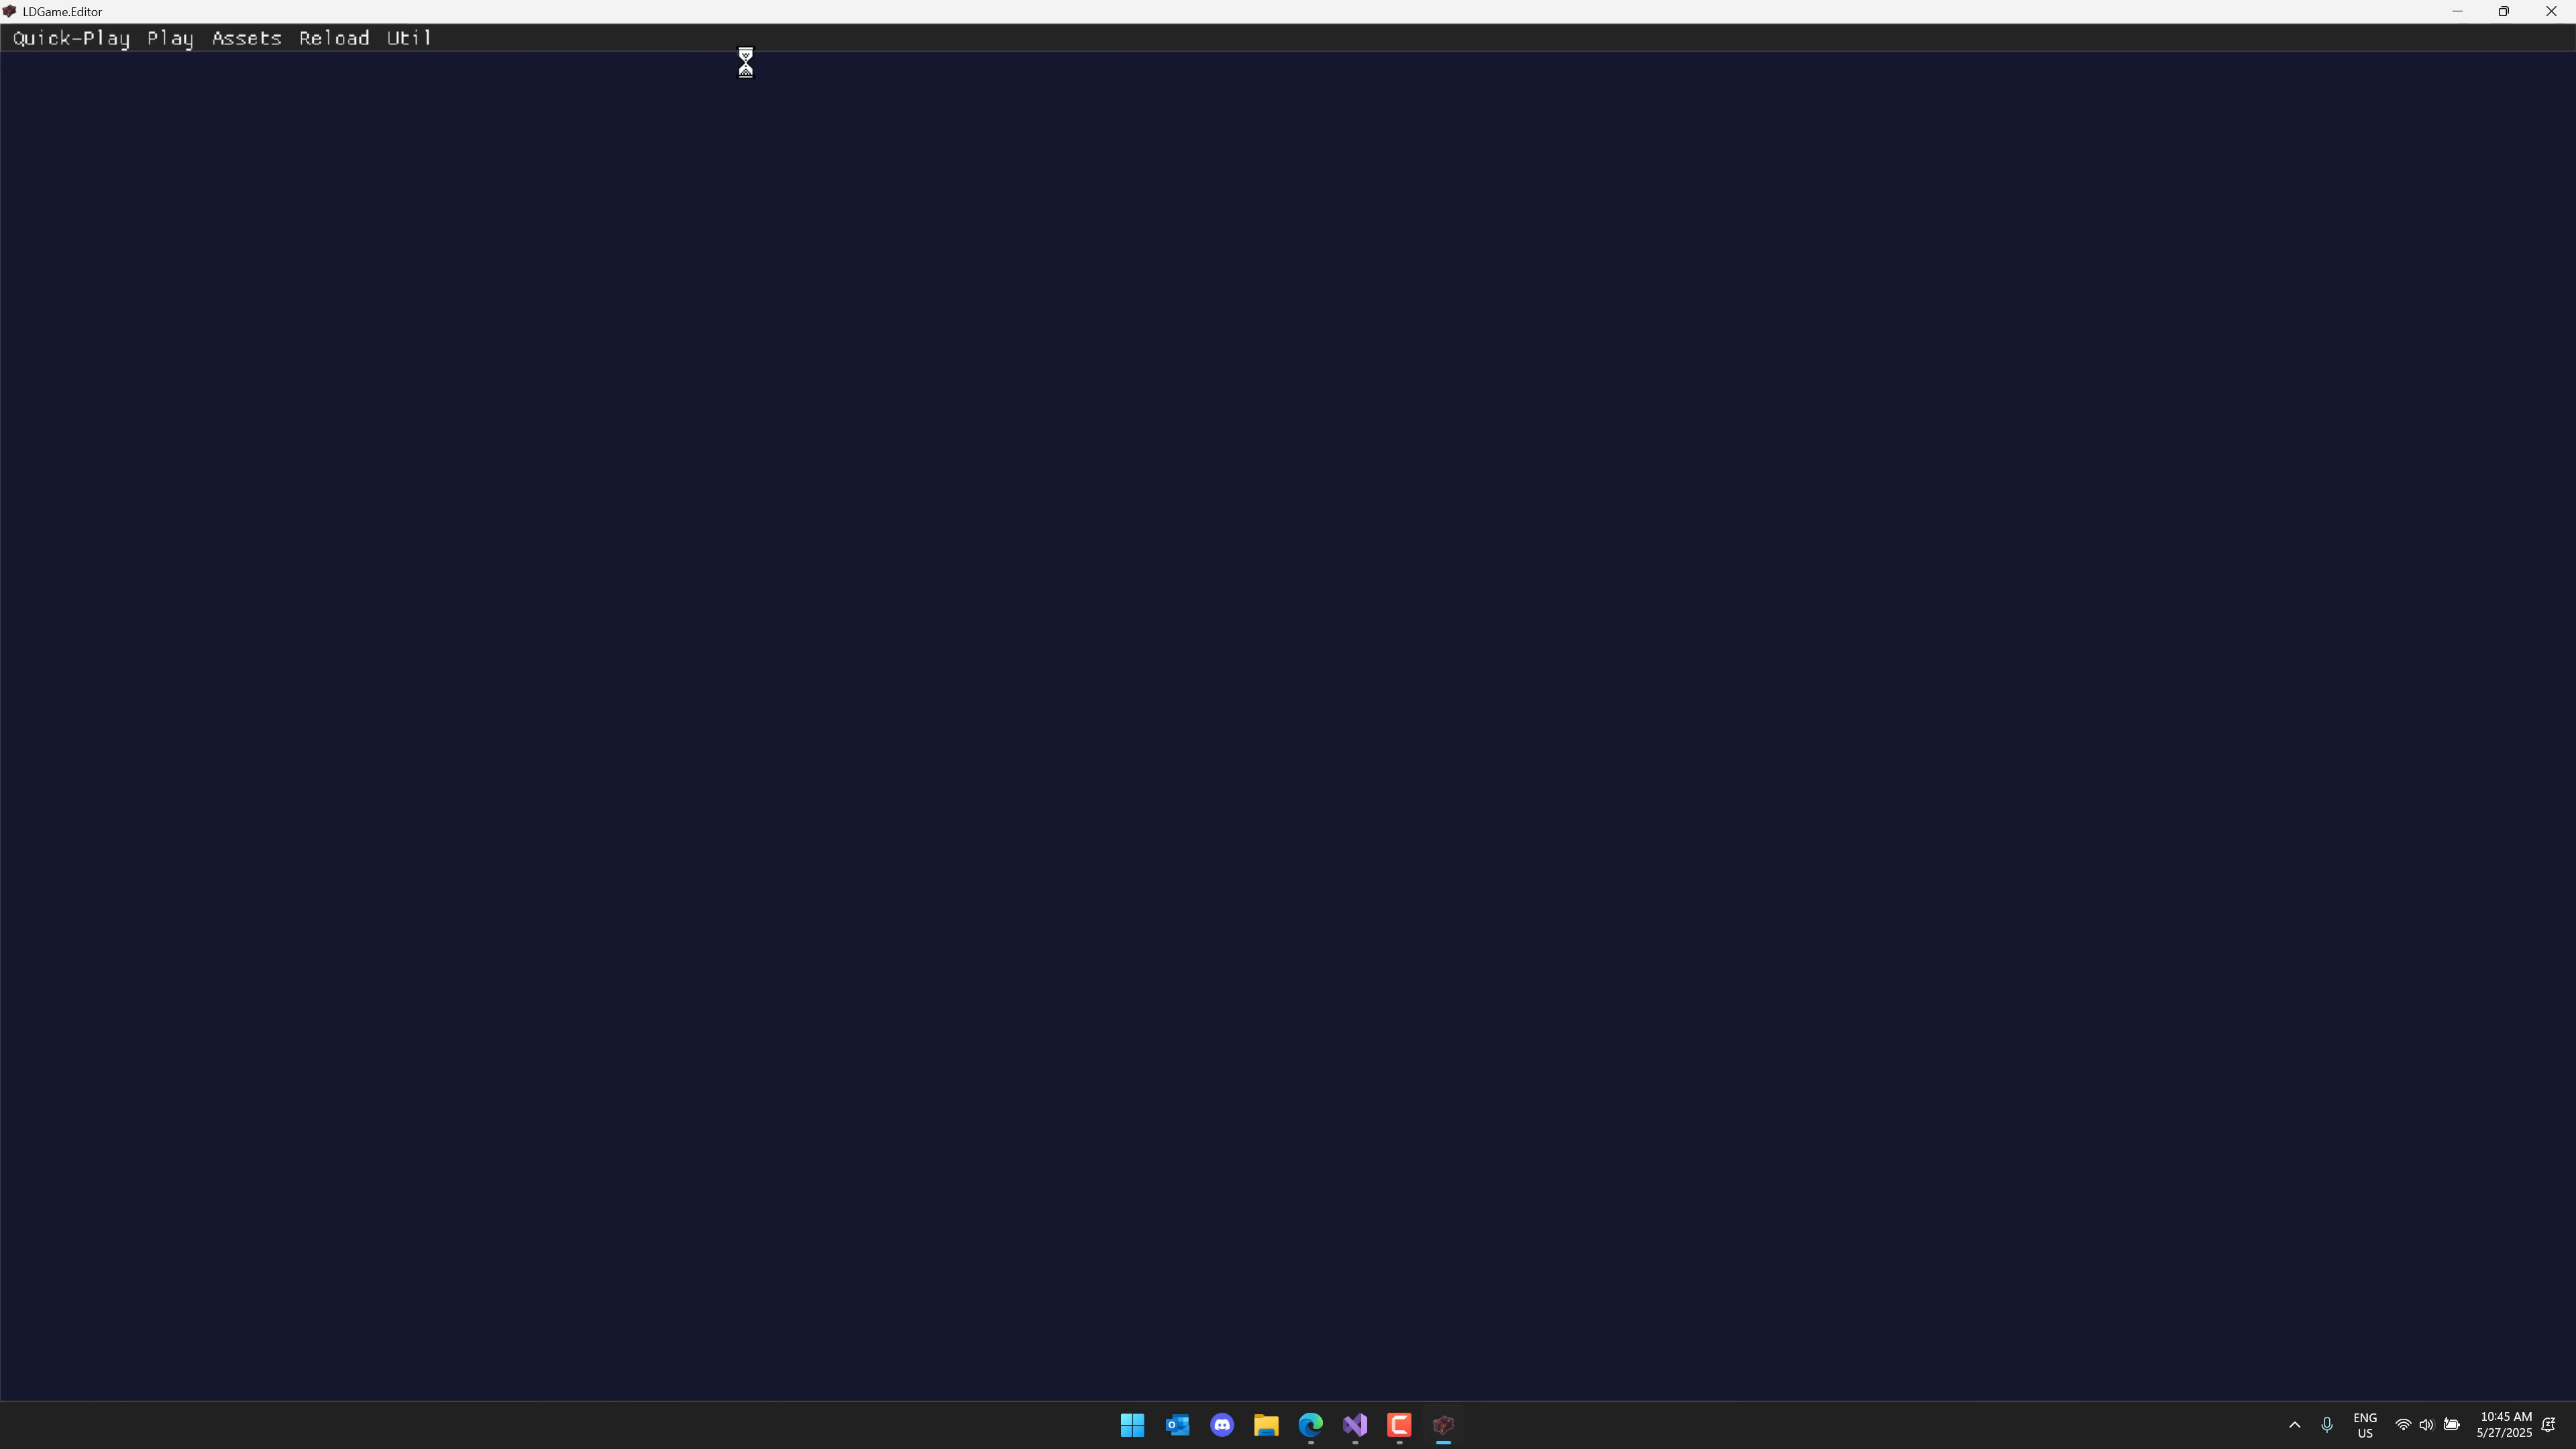 LDGame.Editor
Quick-Play Play Assets Reload Util
ENG
US
10:45 AM
5/27/2025